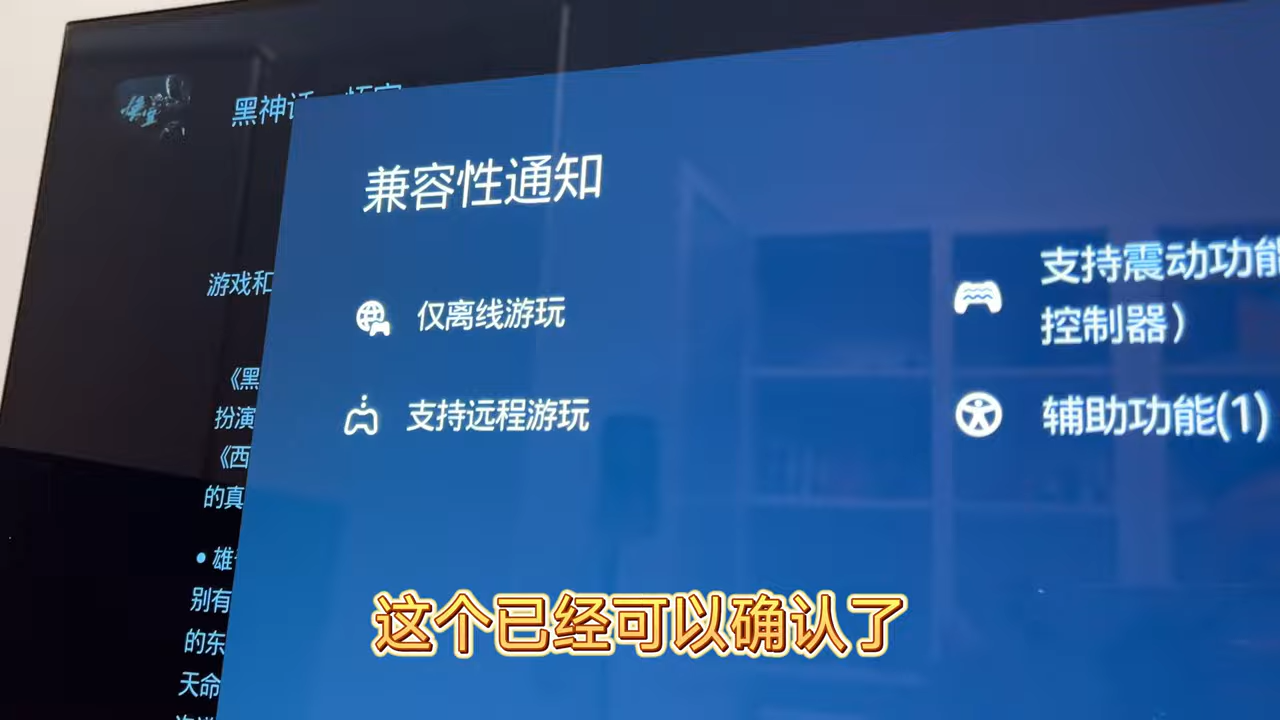 黑神话
兼容性通知
游戏和
仅离线游玩
支持远程游玩
支持震动功能
控制器）
辅助功能(1)
《黑
扮演
《西
的真
• 雄
别有
的东
天命
这个已经可以确认了